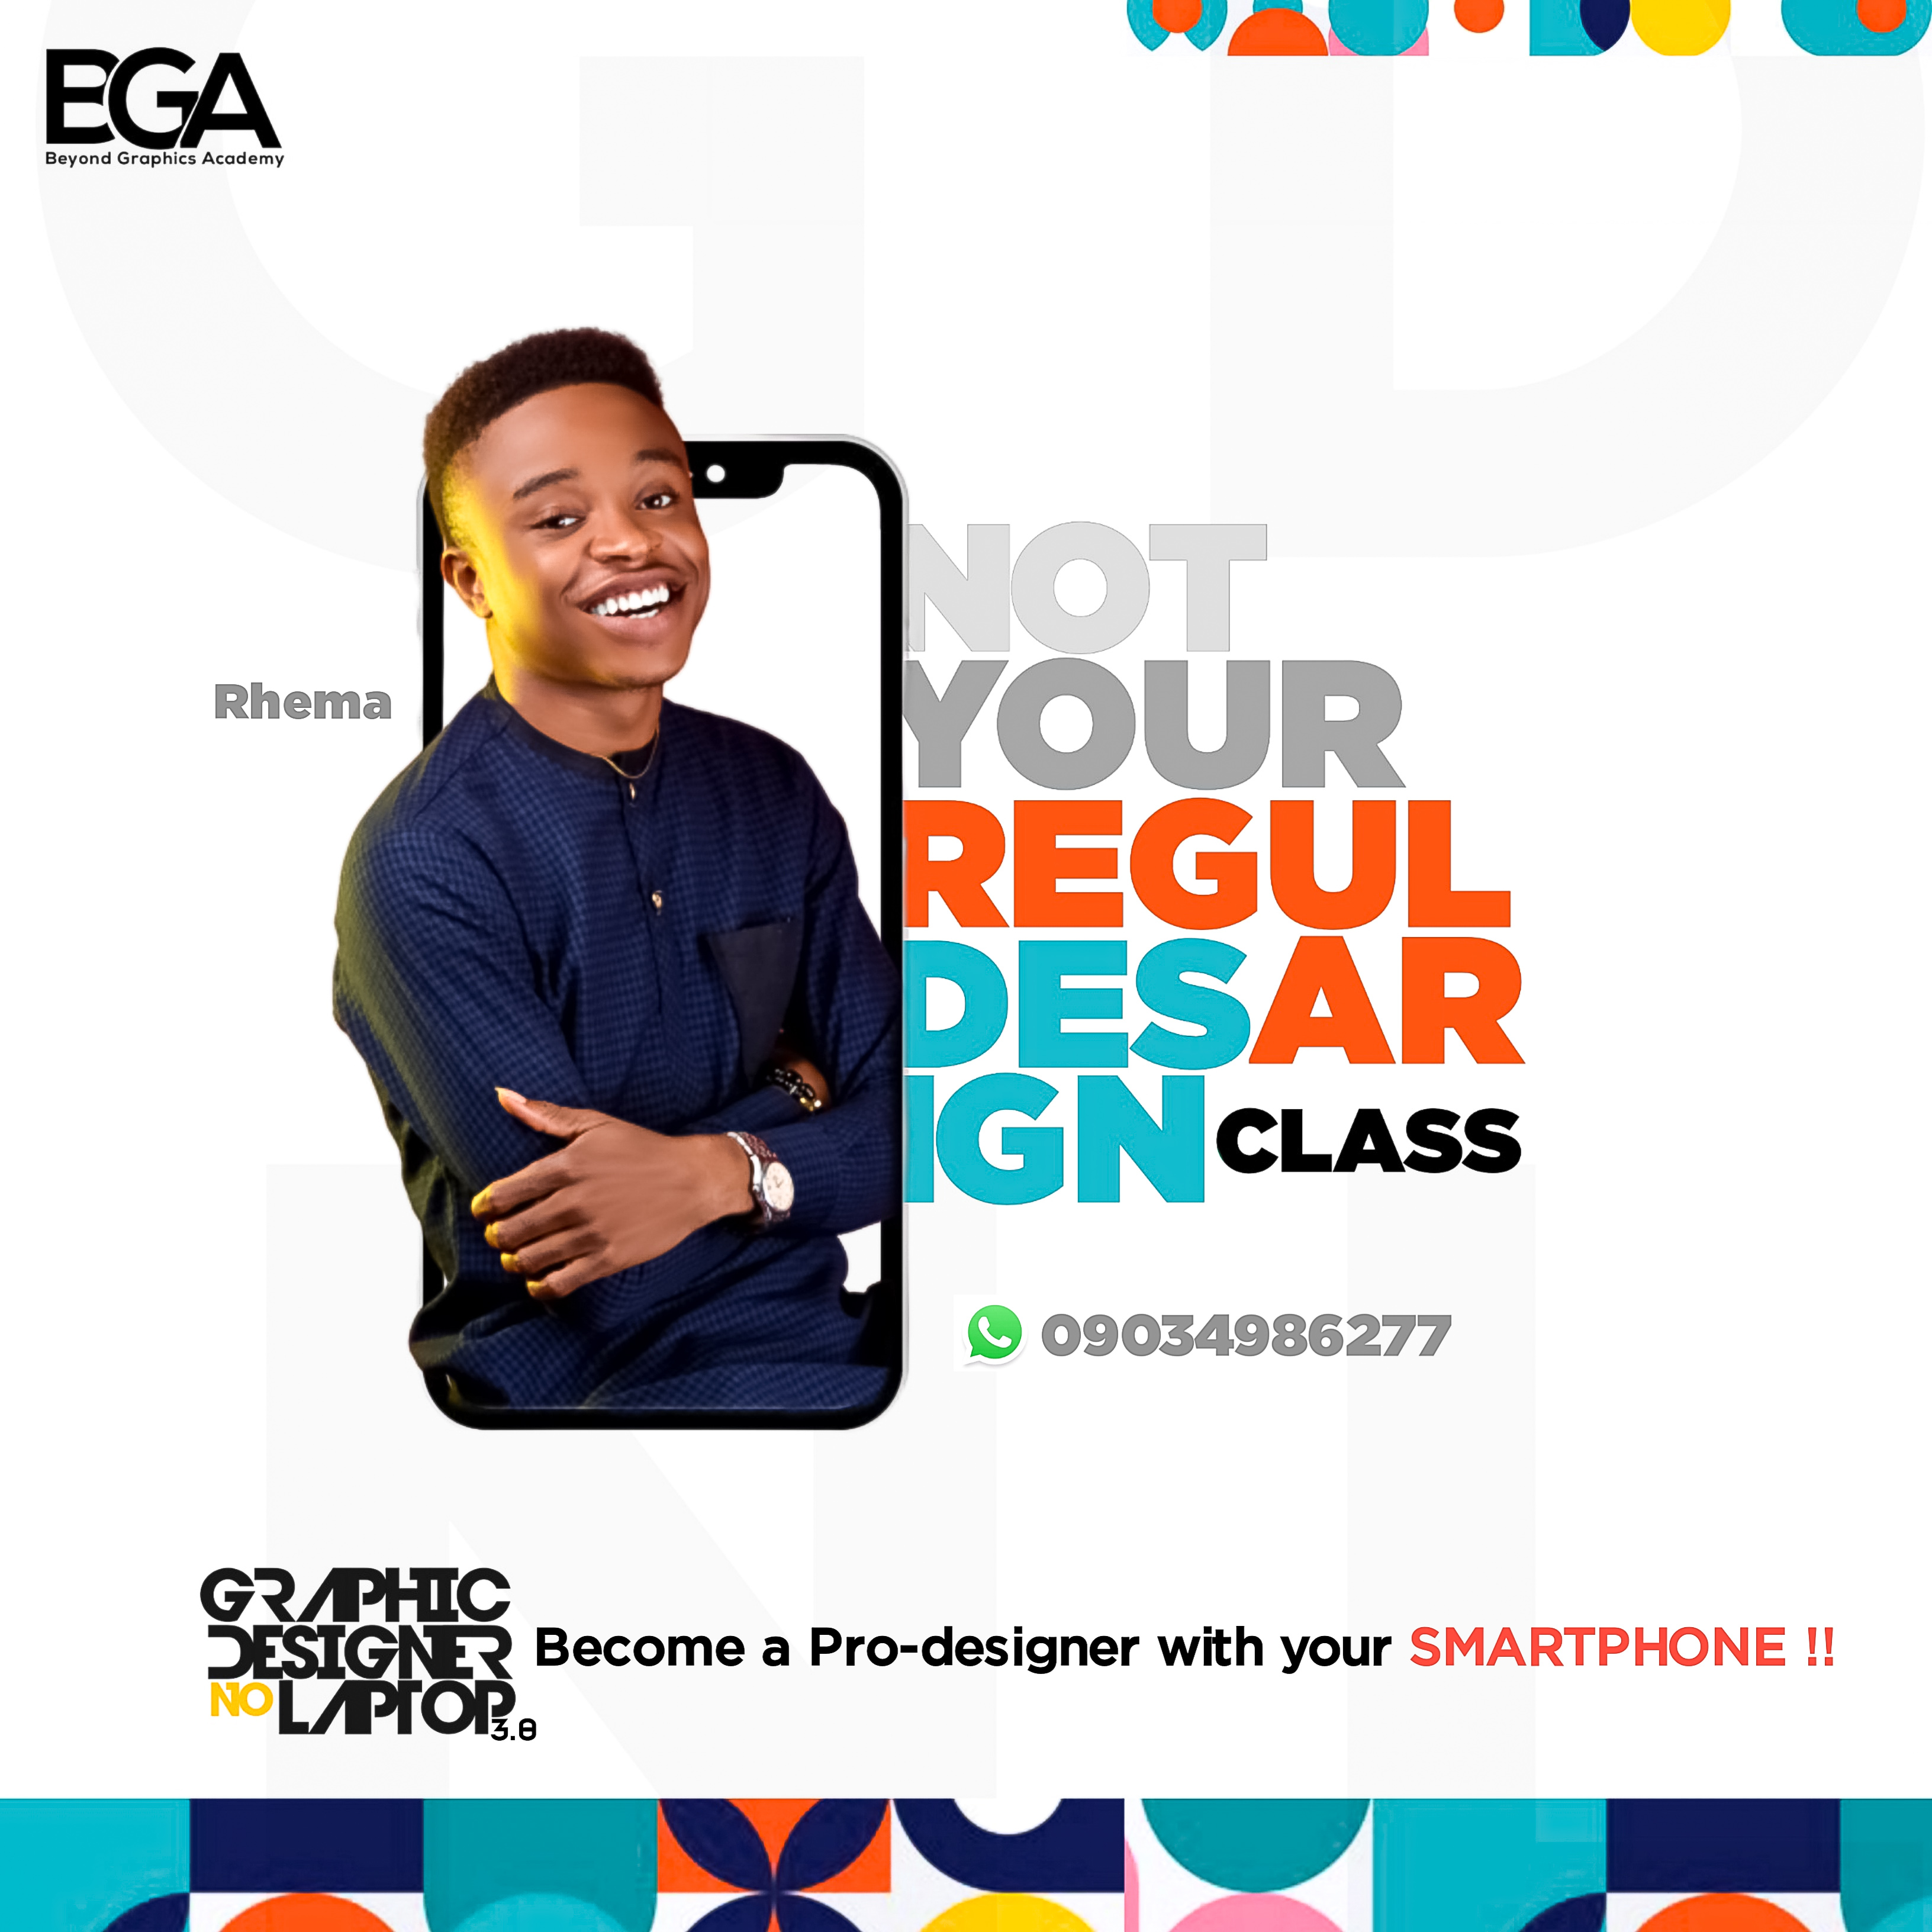 BGA
Beyond Graphics Academy
Rhema
NOT
YOUR
REGUL
DESAR
IGN CLASS
09034986277
GRAPHIC
DESIGNER
NO LAPTOP
3.0
Become a Pro-designer with your SMARTPHONE !!